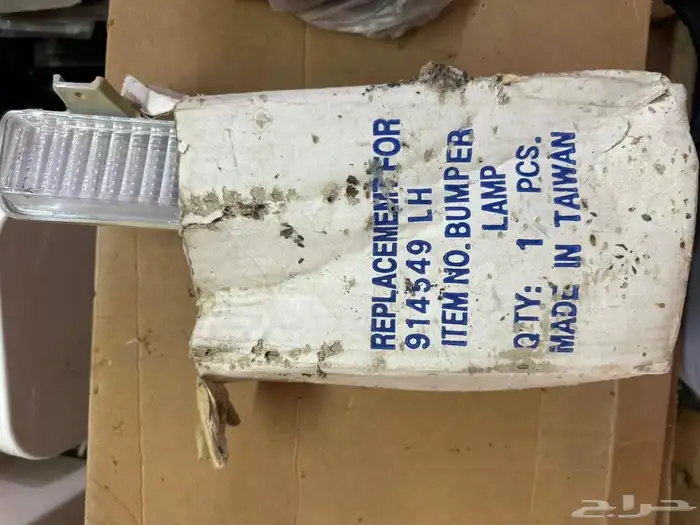 REPLACEMENT FOR
914549 LH
ITEM NO.BUMPER
LAMP
QTY: 1 PCS.
MADE IN TAIWAN
حراج